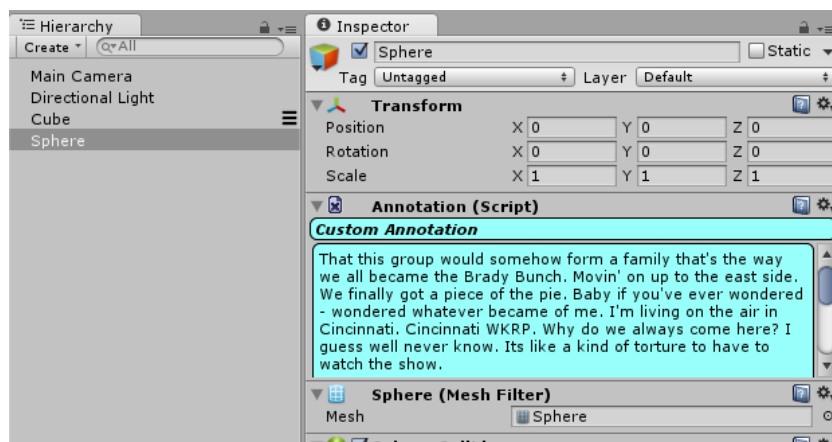 Hierarchy
Create
All
Main Camera
Directional Light
Cube
Sphere
Inspector
Sphere
Static
Tag Untagged Layer Default
Transform
Position X 0 Y 0 Z 0
Rotation X 0 Y 0 Z 0
Scale X 1 Y 1 Z 1
Annotation (Script)
Custom Annotation
That this group would somehow form a family that's the way
we all became the Brady Bunch. Movin' on up to the east side.
We finally got a piece of the pie. Baby if you've ever wondered
- wondered whatever became of me. I'm living on the air in
Cincinnati. Cincinnati WKRP. Why do we always come here? I
guess well never know. Its like a kind of torture to have to
watch the show.
Sphere (Mesh Filter)
Mesh Sphere